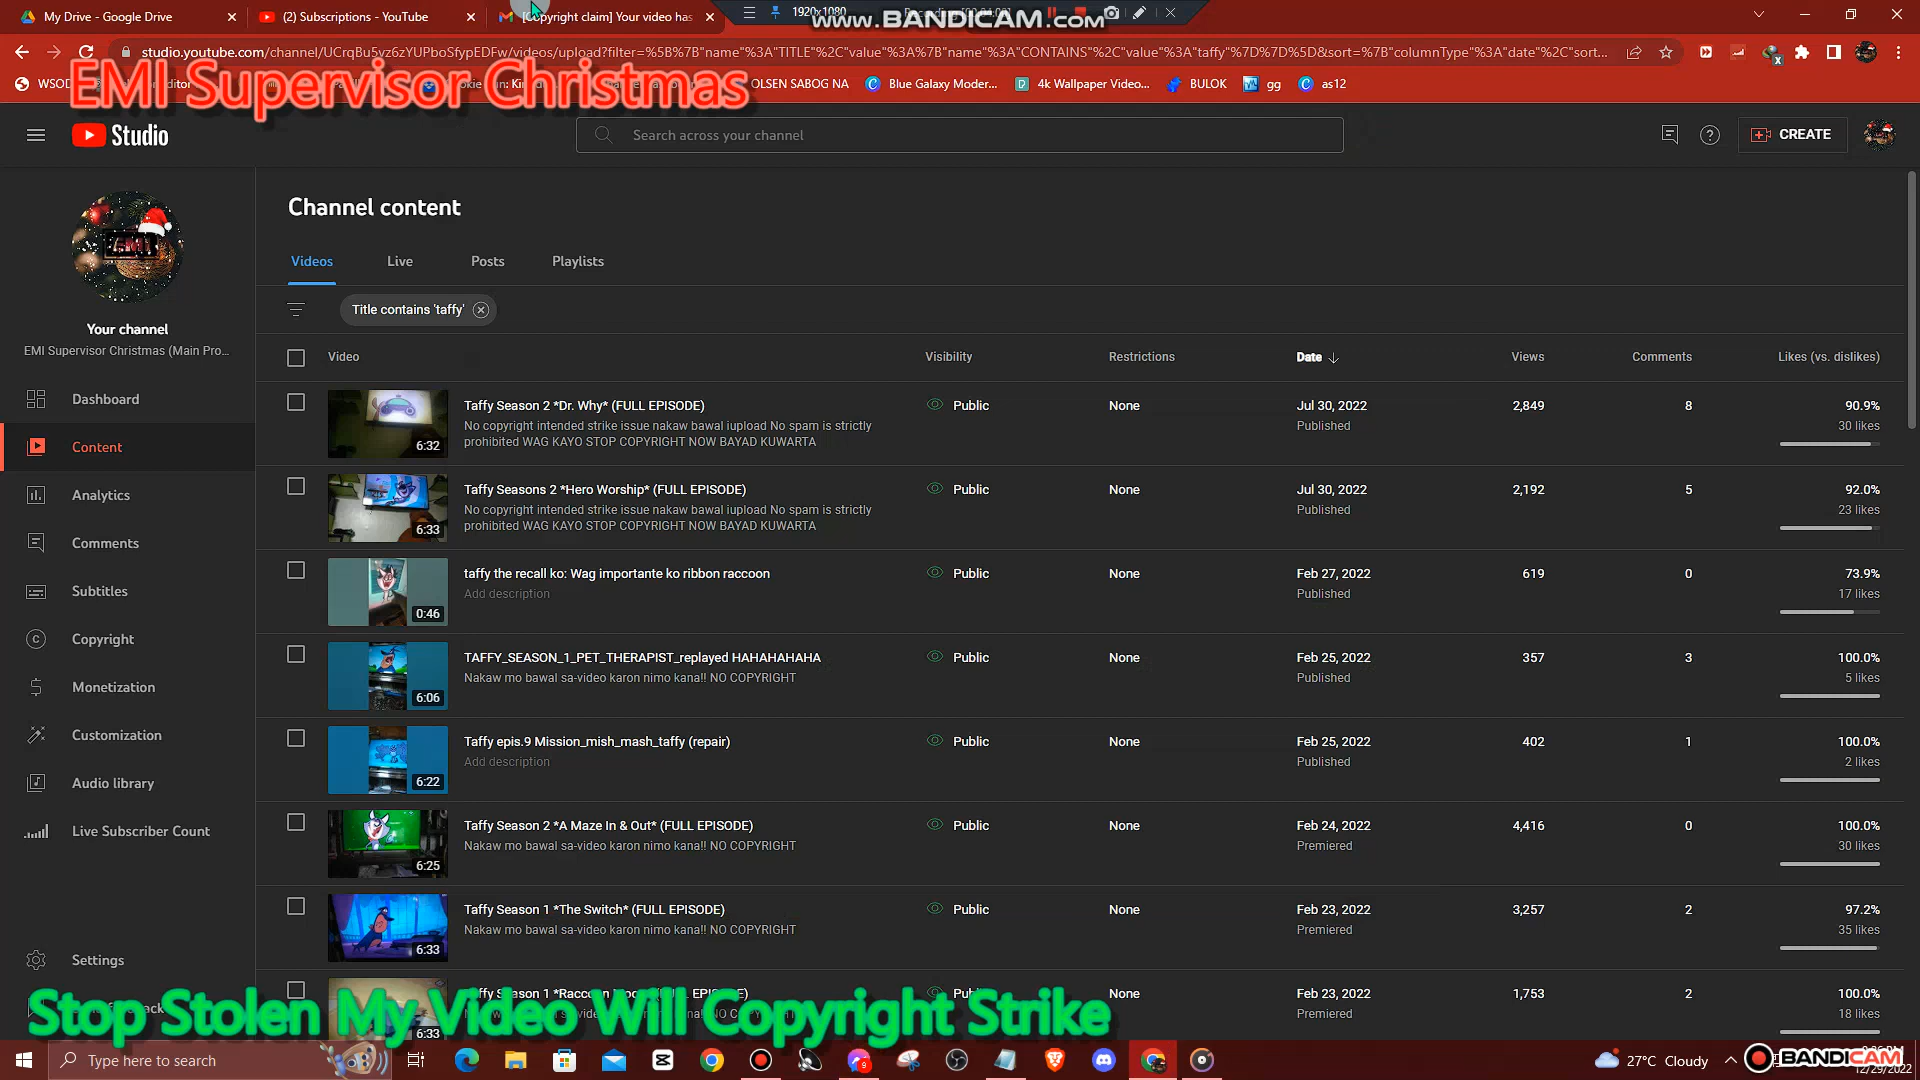 My Drive - Google Drive
(2) Subscriptions - YouTube
[Copyright claim] Your video has
1920x1080
www.BANDICAM.com
studio.youtube.com/channel/UCrqBu5vz6zYUPboSfypEDFw/videos/upload?filter=%5B%7B"name"%3A"TITLE"%2C"value"%3A%7B"name"%3A"CONTAINS"%2C"value"%3A"taffy"%7D%7D%5D&sort=%7B"columnType"%3A"date"%2C"sort...
EMI Supervisor Christmas
OLSEN SABOG NA
Blue Galaxy Moder...
4k Wallpaper Video...
BULOK
gg
as12
Studio
Search across your channel
CREATE
Channel content
Videos
Live
Posts
Playlists
Title contains 'taffy'
Your channel
EMI Supervisor Christmas (Main Pro...
Dashboard
Content
Analytics
Comments
Subtitles
Copyright
Monetization
Customization
Audio library
Live Subscriber Count
Settings
Video
Visibility
Restrictions
Date
Views
Comments
Likes (vs. dislikes)
6:32
Taffy Season 2 *Dr. Why* (FULL EPISODE)
No copyright intended strike issue nakaw bawal iupload No spam is strictly
prohibited WAG KAYO STOP COPYRIGHT NOW BAYAD KUWARTA
Public
None
Jul 30, 2022
Published
2,849
8
90.9%
30 likes
6:33
Taffy Seasons 2 *Hero Worship* (FULL EPISODE)
No copyright intended strike issue nakaw bawal iupload No spam is strictly
prohibited WAG KAYO STOP COPYRIGHT NOW BAYAD KUWARTA
Public
None
Jul 30, 2022
Published
2,192
5
92.0%
23 likes
0:46
taffy the recall ko: Wag importante ko ribbon raccoon
Add description
Public
None
Feb 27, 2022
Published
619
0
73.9%
17 likes
6:06
TAFFY_SEASON_1_PET_THERAPIST_replayed HAHAHAHAHA
Nakaw mo bawal sa-video karon nimo kana!! NO COPYRIGHT
Public
None
Feb 25, 2022
Published
357
3
100.0%
5 likes
6:22
Taffy epis.9 Mission_mish_mash_taffy (repair)
Add description
Public
None
Feb 25, 2022
Published
402
1
100.0%
2 likes
6:25
Taffy Season 2 *A Maze In & Out* (FULL EPISODE)
Nakaw mo bawal sa-video karon nimo kana!! NO COPYRIGHT
Public
None
Feb 24, 2022
Premiered
4,416
0
100.0%
30 likes
6:33
Taffy Season 1 *The Switch* (FULL EPISODE)
Nakaw mo bawal sa-video karon nimo kana!! NO COPYRIGHT
Public
None
Feb 23, 2022
Premiered
3,257
2
97.2%
35 likes
6:33
None
Feb 23, 2022
Premiered
1,753
2
100.0%
18 likes
Stop Stolen My Video Will Copyright Strike
Type here to search
27°C Cloudy
BANDICAM
12/29/2022